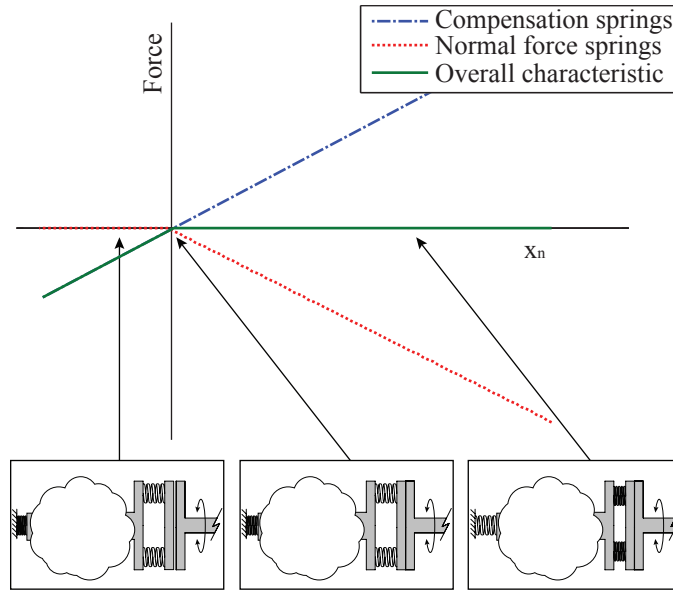 Compensation springs
Normal force springs
Overall characteristic
Force
xn